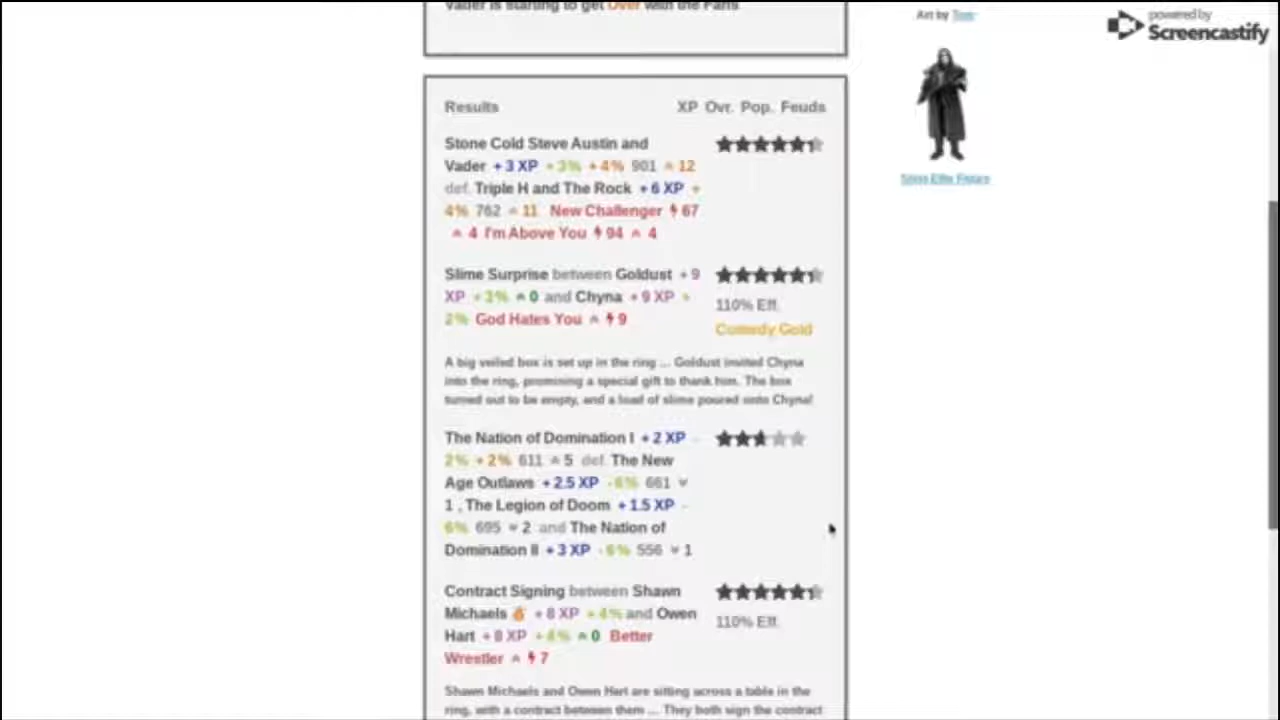 Vader is starting to get Over with the Fans
Art by
powered by
Screencastify
Results XP Ovr. Pop. Feuds
Stone Cold Steve Austin and
Vader +3 XP +3% +4% 901 12
def. Triple H and The Rock +6 XP +
4% 762 11 New Challenger 67
4 I'm Above You 94 4
Slime Surprise between Goldust +9
XP +3% 0 and Chyna +9 XP +
2% God Hates You 9
110% Eff.
Comedy Gold
A big veiled box is set up in the ring ... Goldust invited Chyna
into the ring, promising a special gift to thank him. The box
turned out to be empty, and a load of slime poured onto Chyna!
The Nation of Domination I +2 XP -
2% +2% 611 5 def. The New
Age Outlaws +2.5 XP -6% 661
1 , The Legion of Doom +1.5 XP -
6% 695 2 and The Nation of
Domination II +3 XP -6% 556 1
Contract Signing between Shawn
Michaels +8 XP +4% and Owen
Hart +8 XP +4% 0 Better
Wrestler 7
110% Eff.
Shawn Michaels and Owen Hart are sitting across a table in the
ring, with a contract between them ... They both sign the contract
Elite Figure